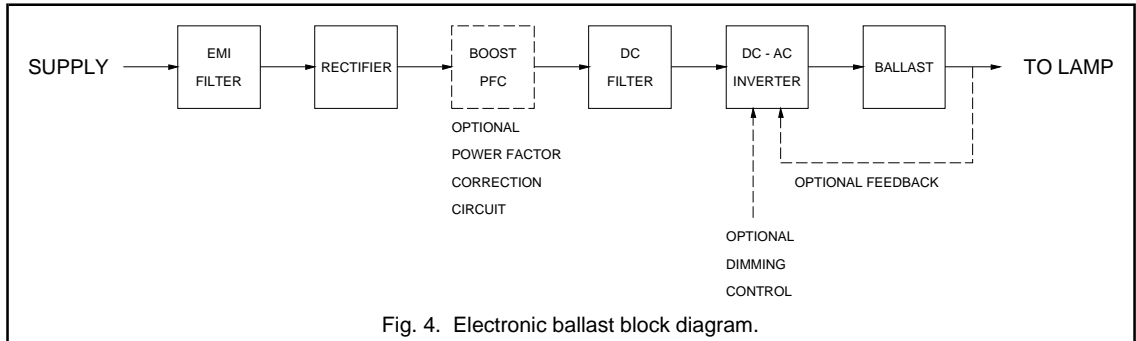 SUPPLY
EMI
FILTER
RECTIFIER
BOOST
PFC
DC
FILTER
DC - AC
INVERTER
BALLAST
TO LAMP
OPTIONAL
POWER FACTOR
CORRECTION
CIRCUIT
OPTIONAL FEEDBACK
OPTIONAL
DIMMING
CONTROL
Fig. 4. Electronic ballast block diagram.